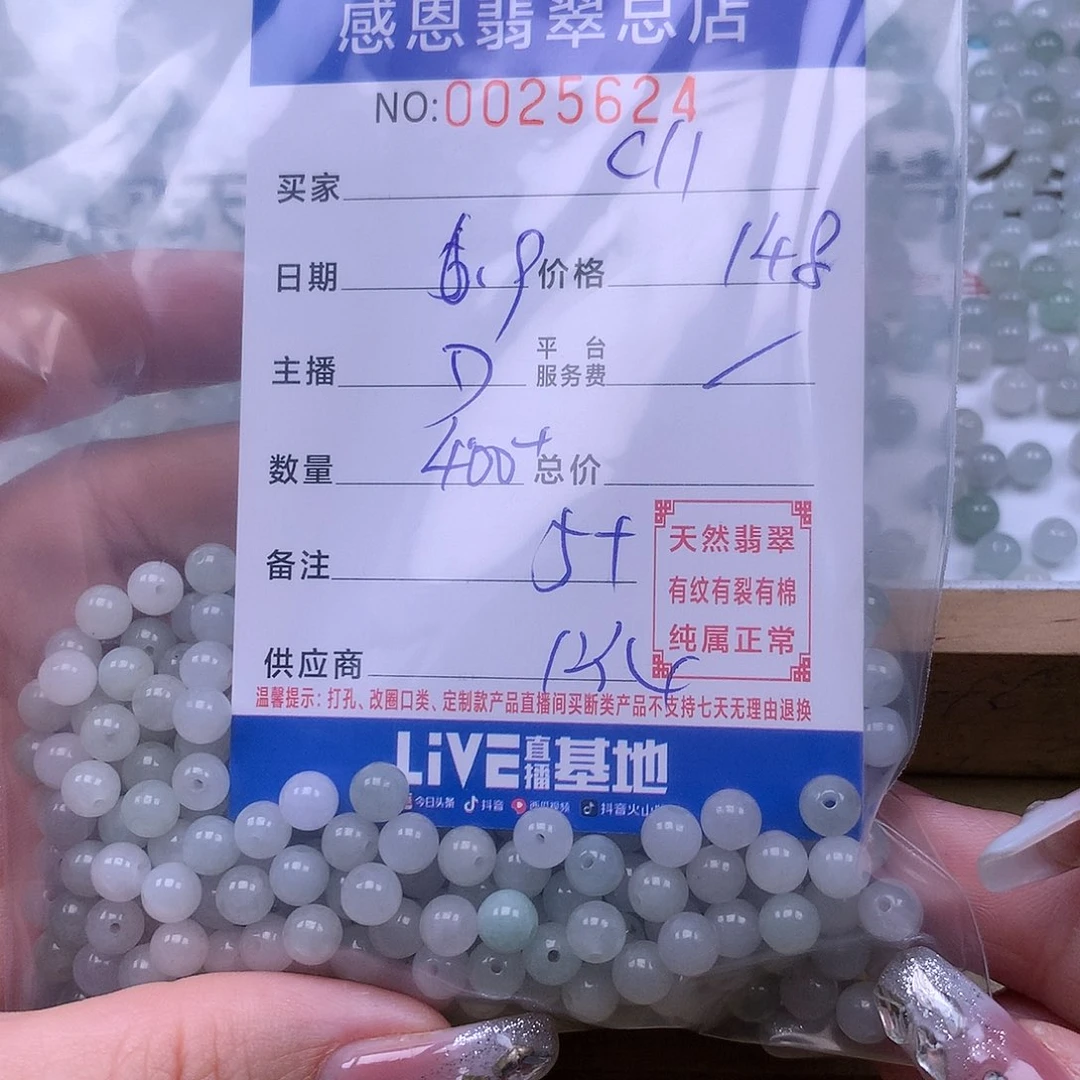 感恩翡翠总店
NO:0025624
买家 C11
日期 6.9 价格 148
主播 D 平台服务费 /
数量 400+ 总价
备注 5+
天然翡翠
有纹有裂有棉
纯属正常
供应商
温馨提示:打孔、改圈口类、定制款产品直播间买断类产品不支持七天无理由退换
LiVE直播基地
今日头条 抖音 西瓜视频 抖音火山